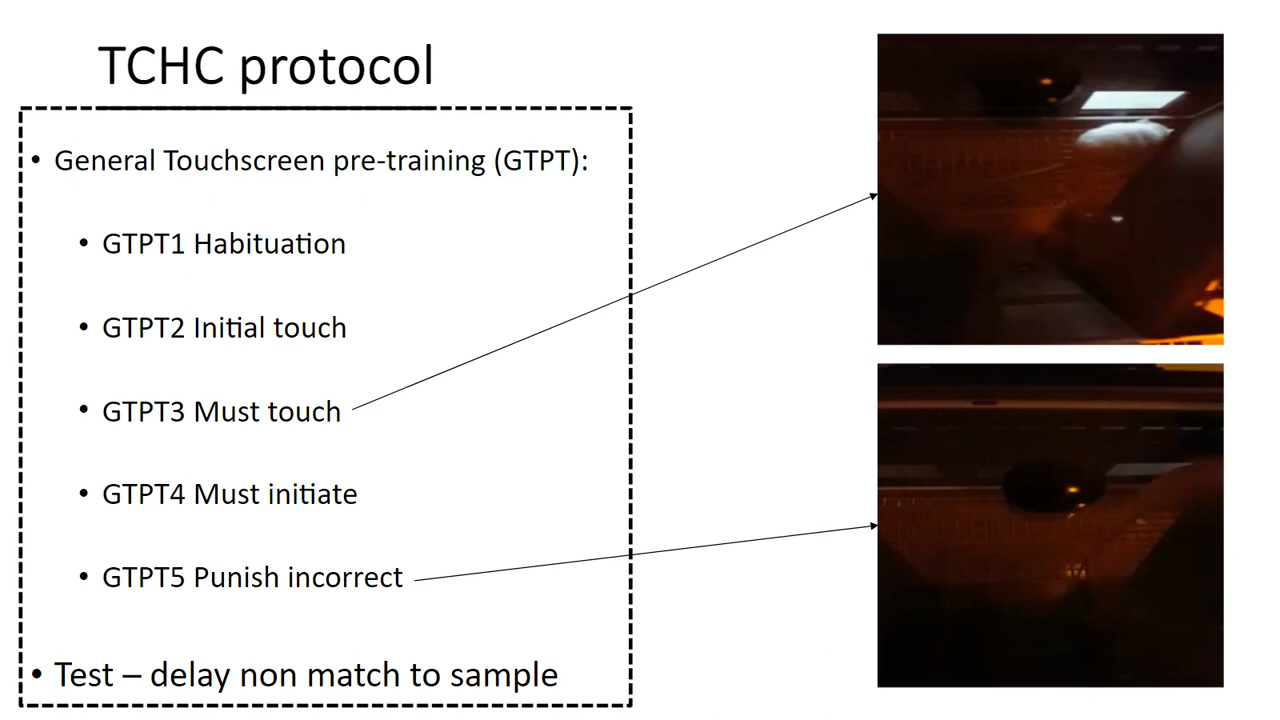 TCHC protocol
• General Touchscreen pre-training (GTPT):
• GTPT1 Habituation
• GTPT2 Initial touch
• GTPT3 Must touch
• GTPT4 Must initiate
• GTPT5 Punish incorrect
• Test – delay non match to sample